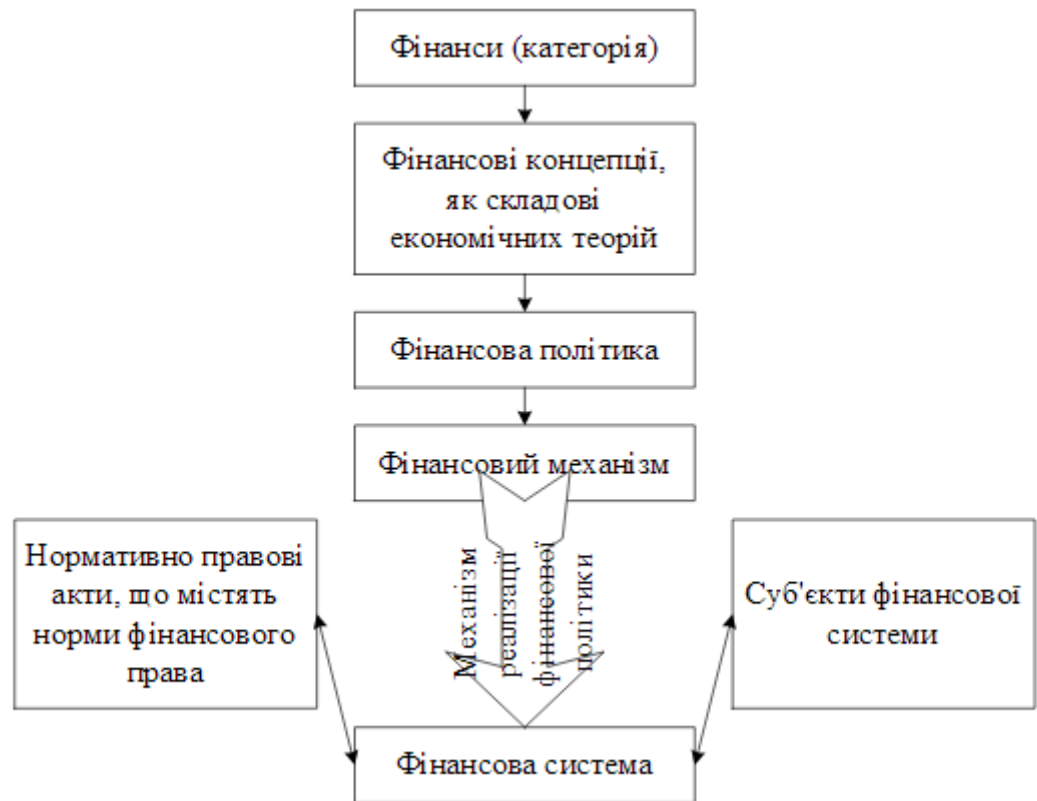 Фінанси (категорія)
Фінансові концепції,
як складові
економічних теорій
Фінансова політика
Фінансовий механізм
Механізм
реалізації
фінансової
політики
Нормативно правові
акти, що містять
норми фінансового
права
Суб'єкти фінансової
системи
Фінансова система